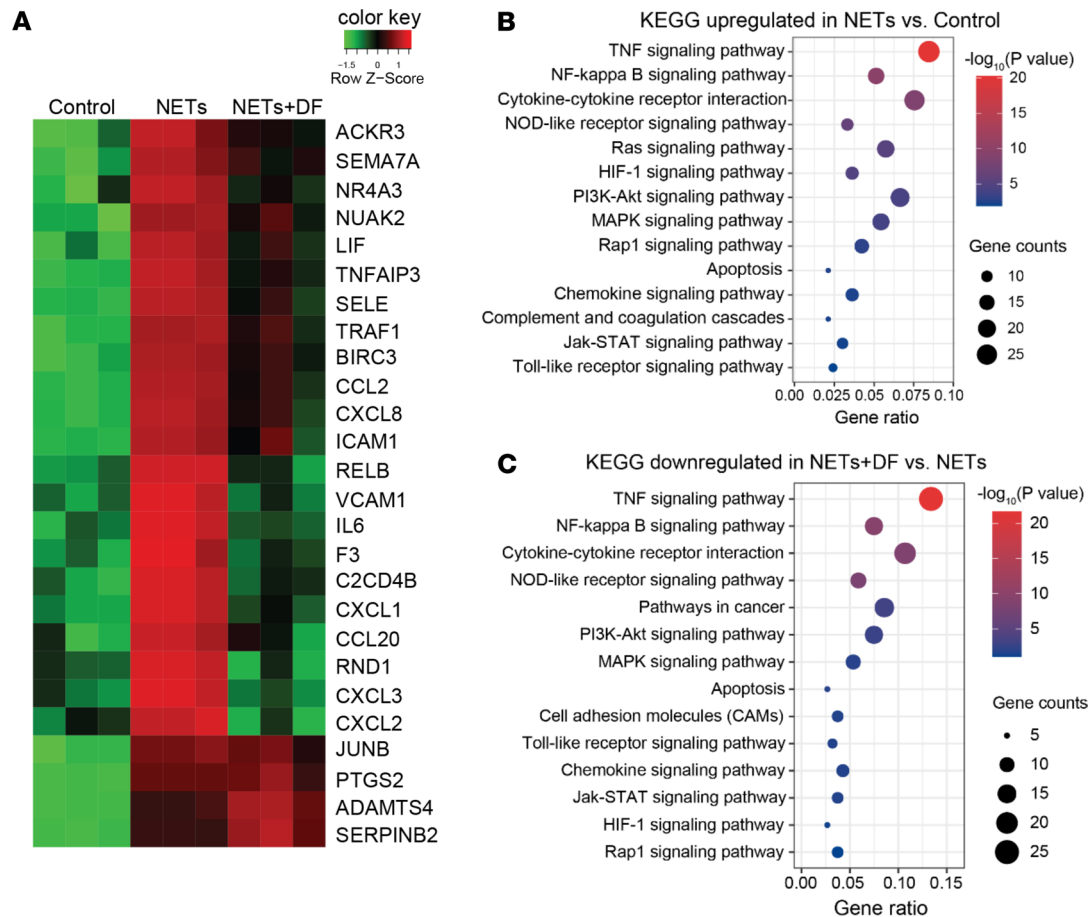 A
color key
−1.5 0 1
Row Z−Score
Control NETs NETs+DF
ACKR3
SEMA7A
NR4A3
NUAK2
LIF
TNFAIP3
SELE
TRAF1
BIRC3
CCL2
CXCL8
ICAM1
RELB
VCAM1
IL6
F3
C2CD4B
CXCL1
CCL20
RND1
CXCL3
CXCL2
JUNB
PTGS2
ADAMTS4
SERPINB2
B
KEGG upregulated in NETs vs. Control
TNF signaling pathway
NF-kappa B signaling pathway
Cytokine-cytokine receptor interaction
NOD-like receptor signaling pathway
Ras signaling pathway
HIF-1 signaling pathway
PI3K-Akt signaling pathway
MAPK signaling pathway
Rap1 signaling pathway
Apoptosis
Chemokine signaling pathway
Complement and coagulation cascades
Jak-STAT signaling pathway
Toll-like receptor signaling pathway
0.00 0.025 0.05 0.075 0.10
Gene ratio
-log10(P value)
20
15
10
5
Gene counts
10
15
20
25
C
KEGG downregulated in NETs+DF vs. NETs
TNF signaling pathway
NF-kappa B signaling pathway
Cytokine-cytokine receptor interaction
NOD-like receptor signaling pathway
Pathways in cancer
PI3K-Akt signaling pathway
MAPK signaling pathway
Apoptosis
Cell adhesion molecules (CAMs)
Toll-like receptor signaling pathway
Chemokine signaling pathway
Jak-STAT signaling pathway
HIF-1 signaling pathway
Rap1 signaling pathway
0.00 0.05 0.10 0.15
Gene ratio
-log10(P value)
20
15
10
5
Gene counts
5
10
15
20
25